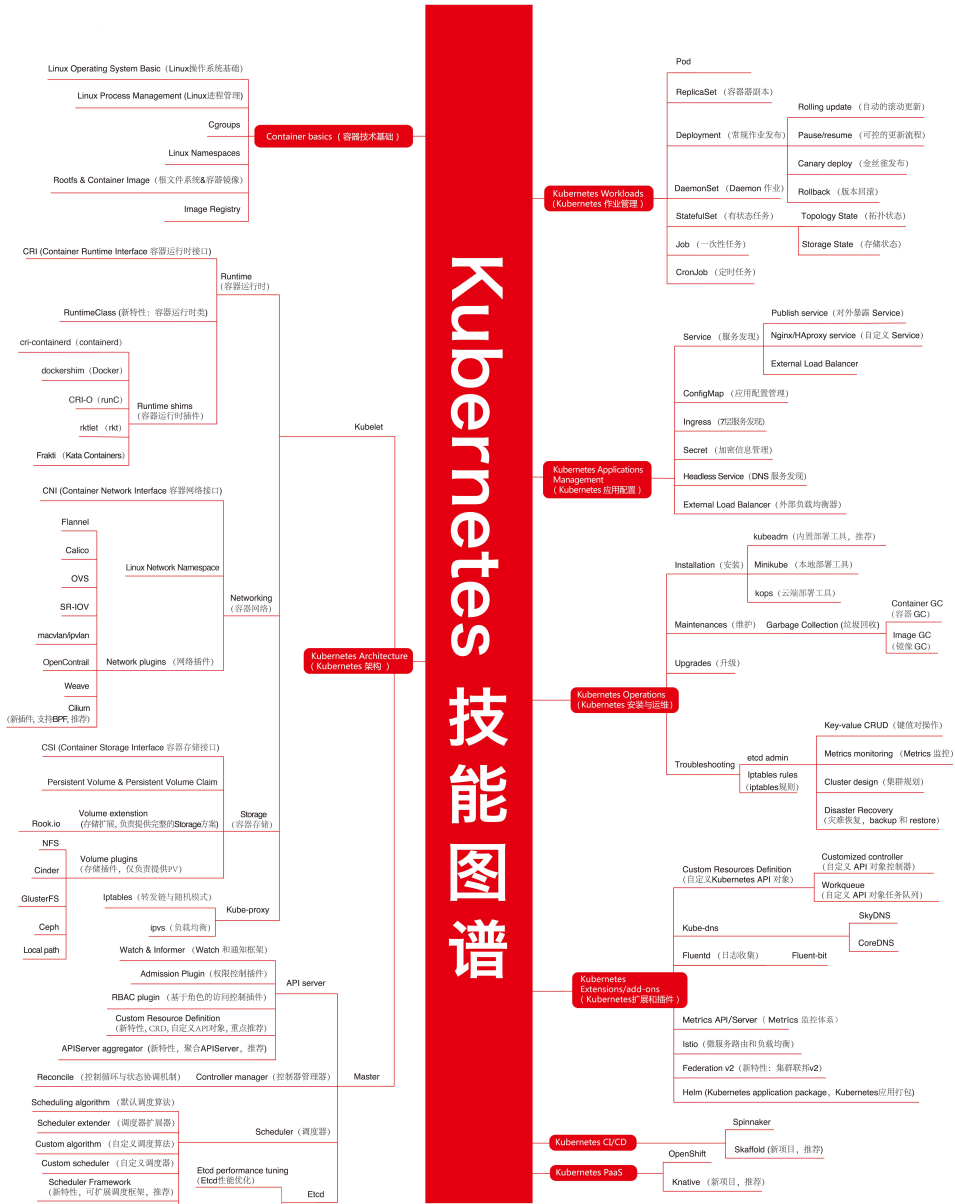 Kubernetes 技能图谱
Container basics（容器技术基础）
Linux Operating System Basic（Linux操作系统基础）
Linux Process Management (Linux进程管理)
Cgroups
Linux Namespaces
Rootfs & Container Image（根文件系统&容器镜像）
Image Registry
Kubernetes Architecture
（Kubernetes 架构 ）
Kubelet
Runtime
（容器运行时）
CRI (Container Runtime Interface 容器运行时接口)
RuntimeClass (新特性：容器运行时类)
Runtime shims
（容器运行时插件）
cri-containerd（containerd）
dockershim（Docker）
CRI-O（runC）
rktlet（rkt）
Frakti （Kata Containers）
Networking
（容器网络）
CNI (Container Network Interface 容器网络接口)
Linux Network Namespace
Network plugins （网络插件）
Flannel
Calico
OVS
SR-IOV
macvlan/ipvlan
OpenContrail
Weave
Cilium
(新插件, 支持BPF, 推荐)
Storage
（容器存储）
CSI (Container Storage Interface 容器存储接口)
Persistent Volume & Persistent Volume Claim
Volume extenstion
(存储扩展, 负责提供完整的Storage方案)
Rook.io
Volume plugins
（存储插件，仅负责提供PV）
NFS
Cinder
GlusterFS
Ceph
Local path
Kube-proxy
Iptables（转发链与随机模式）
ipvs（负载均衡）
Master
API server
Watch & Informer（Watch 和通知框架）
Admission Plugin（权限控制插件）
RBAC plugin （基于角色的访问控制插件）
Custom Resource Definition
（新特性, CRD, 自定义API对象, 重点推荐）
APIServer aggregator (新特性，聚合APIServer，推荐)
Controller manager（控制器管理器）
Reconcile（控制循环与状态协调机制）
Scheduler（调度器）
Scheduling algorithm （默认调度算法）
Scheduler extender （调度器扩展器）
Custom algorithm （自定义调度算法）
Custom scheduler （自定义调度器）
Scheduler Framework
（新特性，可扩展调度框架，推荐）
Etcd
Etcd performance tuning
(Etcd性能优化)
Kubernetes Workloads
（Kubernetes 作业管理）
Pod
ReplicaSet （容器器副本）
Deployment （常规作业发布）
Rolling update （自动的滚动更新）
Pause/resume （可控的更新流程）
Canary deploy （金丝雀发布）
Rollback （版本回滚）
DaemonSet （Daemon 作业）
StatefulSet （有状态任务）
Topology State （拓扑状态）
Storage State （存储状态）
Job （一次性任务）
CronJob （定时任务）
Kubernetes Applications
Management
（ Kubernetes 应用配置）
Service （服务发现）
Publish service（对外暴露 Service）
Nginx/HAproxy service（自定义 Service）
External Load Balancer
ConfigMap （应用配置管理）
Ingress（7层服务发现）
Secret （加密信息管理）
Headless Service（DNS 服务发现）
External Load Balancer（外部负载均衡器）
Kubernetes Operations
（Kubernetes 安装与运维）
Installation（安装）
kubeadm（内置部署工具，推荐）
Minikube （本地部署工具）
kops （云端部署工具）
Maintenances（维护）
Garbage Collection (垃圾回收)
Container GC
（容器 GC）
Image GC
（镜像 GC）
Upgrades（升级）
Troubleshooting
etcd admin
Iptables rules
（iptables规则）
Key-value CRUD（键值对操作）
Metrics monitoring （Metrics 监控）
Cluster design（集群规划）
Disaster Recovery
（灾难恢复，backup 和 restore）
Kubernetes
Extensions/add-ons
（ Kubernetes扩展和插件）
Custom Resources Definition
（自定义Kubernetes API 对象）
Customized controller
（自定义 API 对象控制器）
Workqueue
（自定义 API 对象任务队列）
Kube-dns
SkyDNS
CoreDNS
Fluentd （日志收集）
Fluent-bit
Metrics API/Server（ Metrics 监控体系）
Istio（微服务路由和负载均衡）
Federation v2（新特性：集群联邦v2）
Helm (Kubernetes application package，Kubernetes应用打包)
Kubernetes CI/CD
Spinnaker
Skaffold (新项目，推荐)
Kubernetes PaaS
OpenShift
Knative（新项目，推荐）